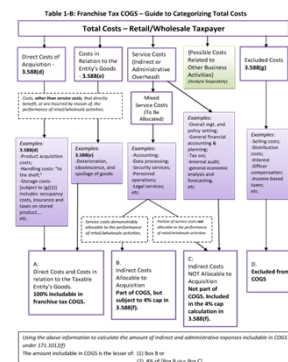 Table 1-B: Franchise Tax COGS – Guide to Categorizing Total Costs
Total Costs – Retail/Wholesale Taxpayer
Direct Costs of
Acquisition -
3.588(d)
Costs in
Relation to the
Entity's Goods
- 3.588(e)
Service Costs
(Indirect or
Administrative
Overhead)
(Possible Costs
Related to
Other Business
Activities)
(Analyze Separately)
Excluded Costs
3.588(g)
Costs, other than service costs, that directly
benefit, or are incurred by reason of, the
performance of retail/wholesale activities.
Mixed
Service Costs
(To be
Allocated)
Examples:
3.588(d)
-Product acquisition
costs;
-Handling costs: "to
the shelf;"
-Storage costs
(subject to (g)(3))
includes: occupancy
costs, insurance and
taxes on stored
product....
etc.
Examples:
3.588(e)
-Deterioration,
obsolescence, and
spoilage of goods
Examples:
-Accounting;
-Data processing;
-Security services;
-Personnel
operations;
-Legal services;
etc.
Examples:
-Overall mgt. and
policy setting;
-General financial
accounting &
planning;
-Tax svs;
-Internal audit;
-general economic
analysis and
forecasting.
etc.
Examples:
-Selling costs;
-Distribution
costs;
-Interest
-Officer
compensation;
-Income-based
taxes;
etc.
Service costs demonstrably
allocable to the performance
of retail/wholesale activities
Portion of service costs not
allocable to the performance
of retail/wholesale activities
A:
Direct Costs and Costs in
relation to the Taxable
Entity's Goods.
100% included in
franchise tax COGS.
B.
Indirect Costs
Allocable to
Acquisition
Part of COGS, but
subject to 4% cap in
3.588(f).
C:
Indirect Costs
NOT Allocable to
Acquisition
Not part of
COGS. Included
in the 4% cap
calculation in
3.588(f).
D.
Excluded from
COGS
Using the above information to calculate the amount of indirect and administrative expenses includable in COGS
under 171.1012(f)
The amount includable in COGS is the lesser of: (1) Box B or